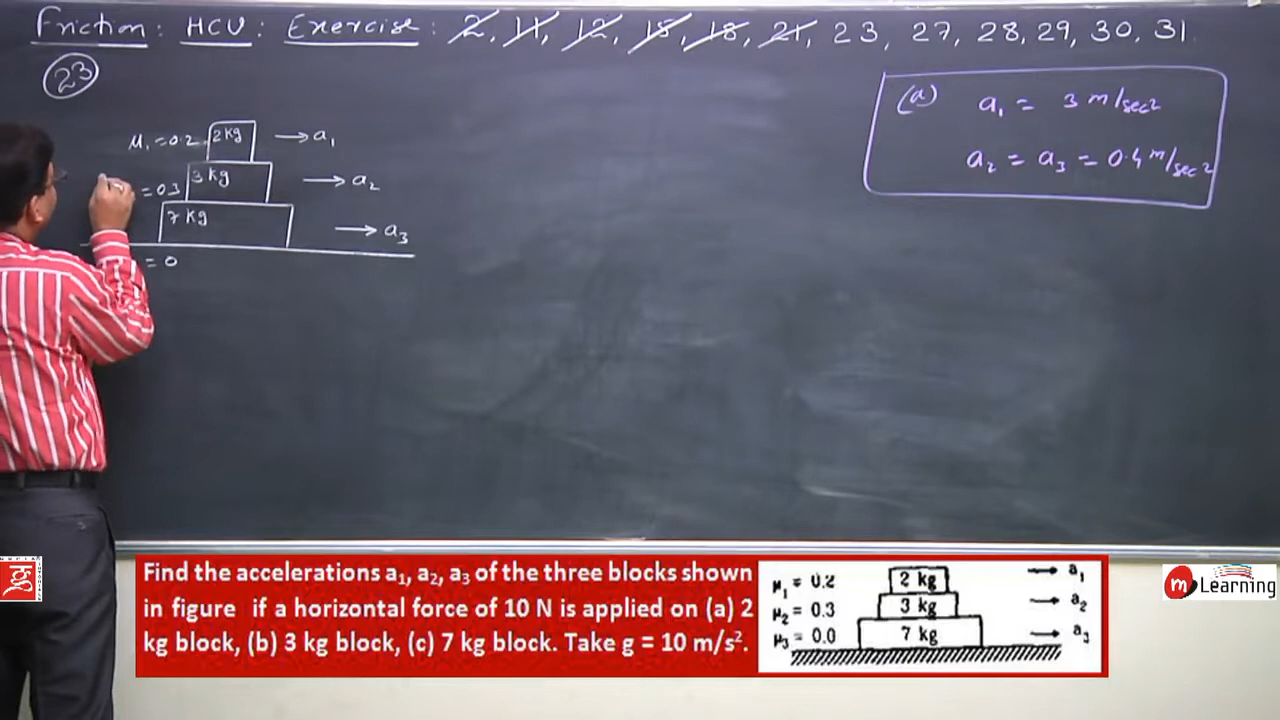 Friction : HCV : Exercise : 2, 11, 12, 15, 18, 21, 23, 27, 28, 29, 30, 31
23
(a) a₁ = 3 m/sec²
a₂ = a₃ = 0.4 m/sec²
μ₁ = 0.2 2 kg → a₁
= 0.3 3 kg → a₂
7 kg → a₃
= 0
Find the accelerations a₁, a₂, a₃ of the three blocks shown
in figure if a horizontal force of 10 N is applied on (a) 2
kg block, (b) 3 kg block, (c) 7 kg block. Take g = 10 m/s².
μ₁ = 0.2 2 kg a₁
μ₂ = 0.3 3 kg a₂
μ₃ = 0.0 7 kg a₃
m Learning